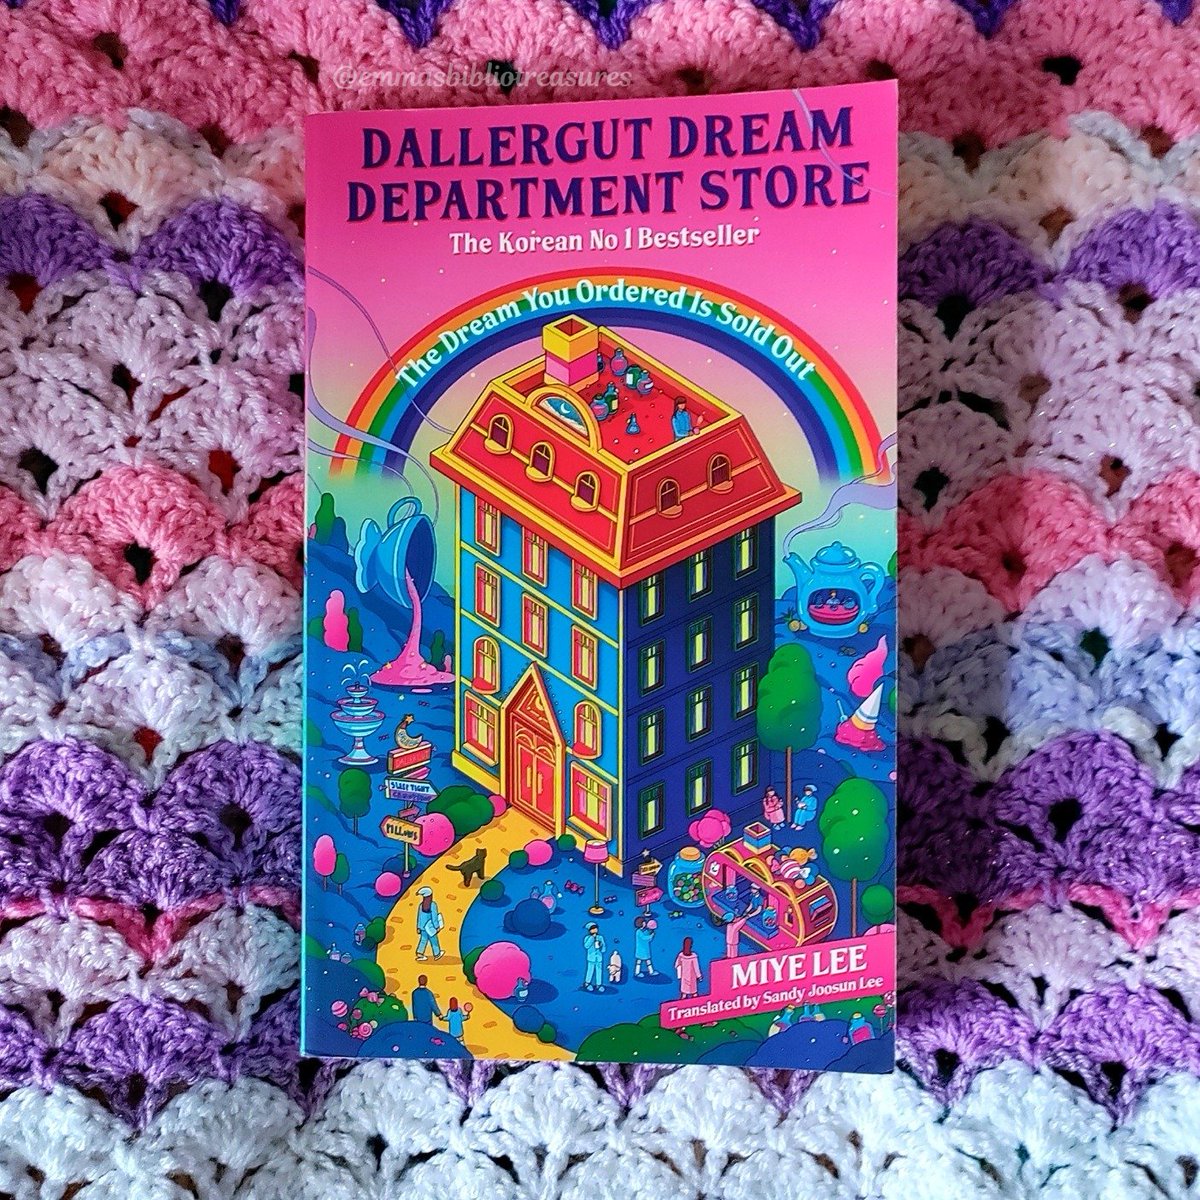 @emmasbibliotreasures
DALLERGUT DREAM
DEPARTMENT STORE
The Korean No 1 Bestseller
The Dream You Ordered Is Sold Out
SLEEP TIGHT
PILLOWS
MIYE LEE
Translated by Sandy Joosun Lee